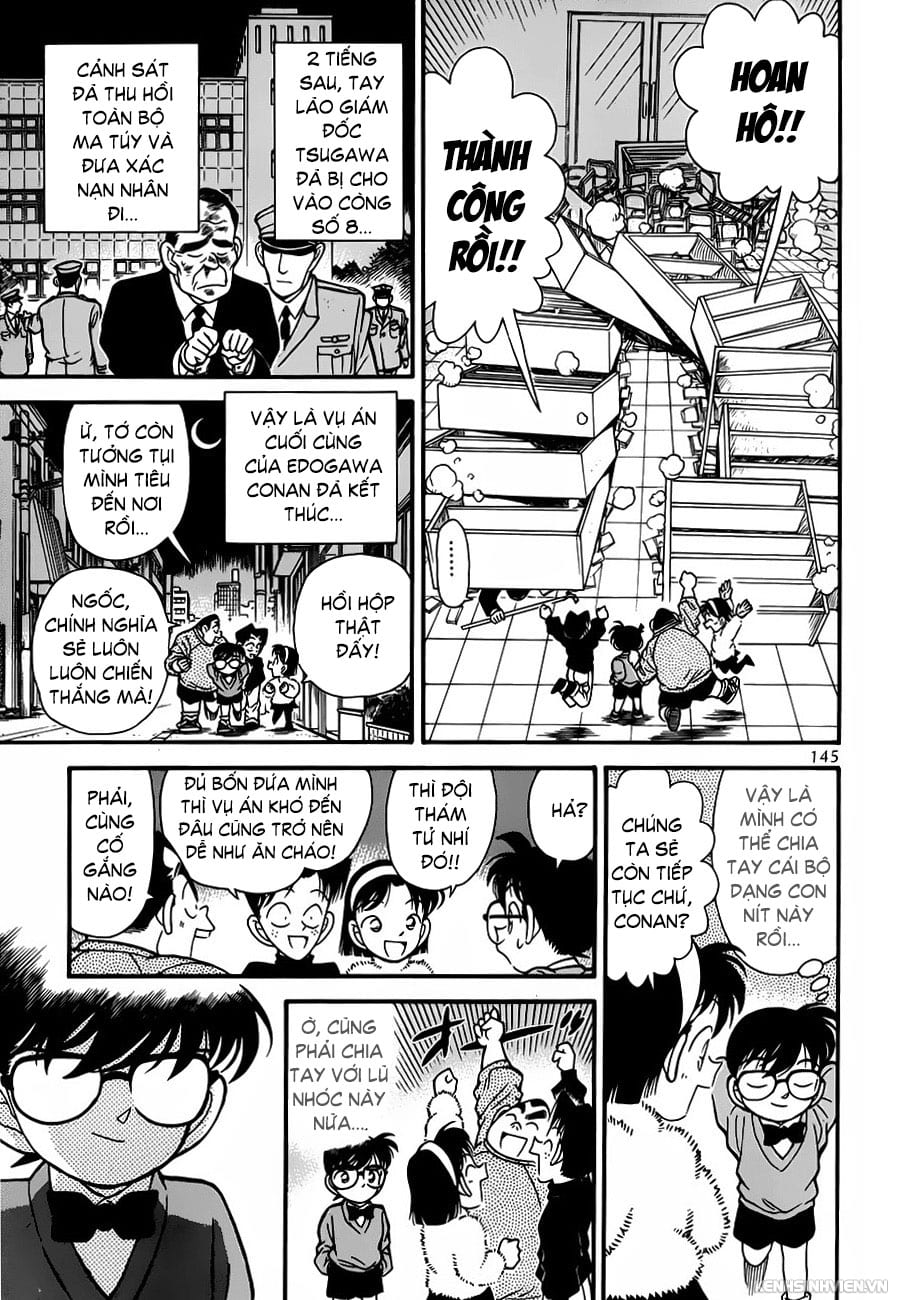 HOAN
HÔ!!
THÀNH
CÔNG
RỒI!!
........
2 TIẾNG
SAU, TAY
LÃO GIÁM
ĐỐC
TSUGAWA
ĐÃ BỊ CHO
VÀO CÒNG
SỐ 8...
CẢNH SÁT
ĐÃ THU HỒI
TOÀN BỘ
MA TÚY VÀ
ĐƯA XÁC
NẠN NHÂN
ĐI...
VẬY LÀ VỤ ÁN
CUỐI CÙNG
CỦA EDOGAWA
CONAN ĐÃ KẾT
THÚC...
HỒI HỘP
THẬT
ĐẤY!
Ừ, TỚ CÒN
TƯỞNG TỤI
MÌNH TIÊU
ĐẾN NƠI
RỒI...
NGỐC,
CHÍNH NGHĨA
SẼ LUÔN
LUÔN CHIẾN
THẮNG MÀ!
145
VẬY LÀ
MÌNH CÓ
THỂ CHIA
TAY CÁI BỘ
DẠNG CON
NÍT NÀY
RỒI...
CHÚNG
TA SẼ
CÒN TIẾP
TỤC CHỨ,
CONAN?
HẢ?
THÌ ĐỘI
THÁM
TỬ NHÍ
ĐÓ!!
ĐỦ BỐN ĐỨA MÌNH
THÌ VỤ ÁN KHÓ ĐẾN
ĐÂU CŨNG TRỞ NÊN
DỄ NHƯ ĂN CHÁO!
PHẢI,
CÙNG
CỐ
GẮNG
NÀO!
Ờ, CŨNG
PHẢI CHIA
TAY VỚI LŨ
NHÓC NÀY
NỮA....
オオ
KENHSINHVIEN.VN